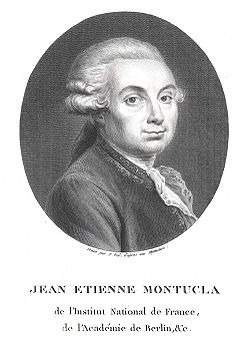 JEAN ETIENNE MONTUCLA
de l'Institut National de France,
de l'Académie de Berlin, &c.